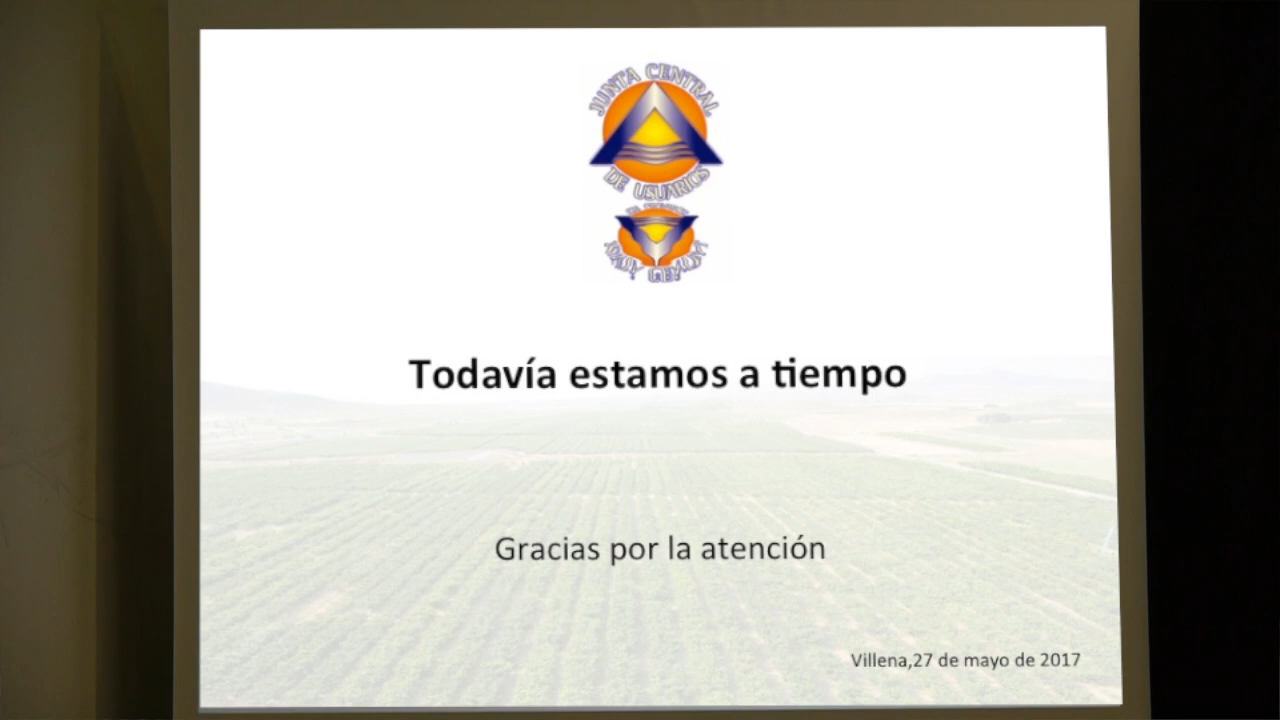 JUNTA CENTRAL
DE USUARIOS
Todavía estamos a tiempo
Gracias por la atención
Villena,27 de mayo de 2017